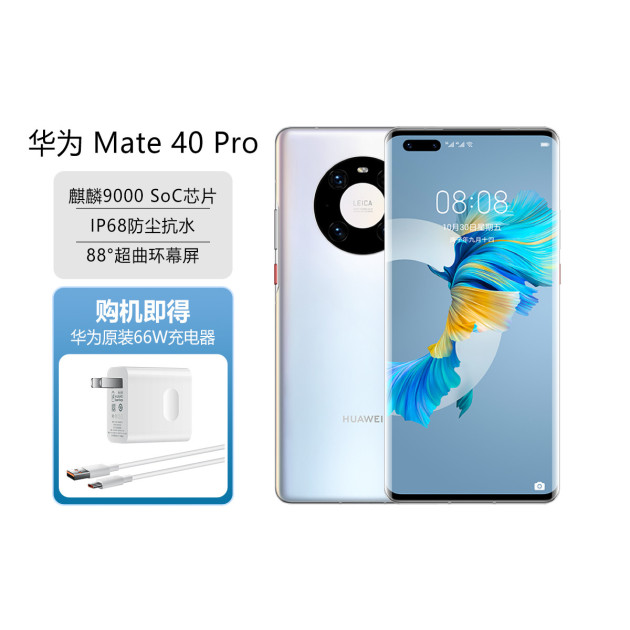 华为 Mate 40 Pro
麒麟9000 SoC芯片
IP68防尘抗水
88°超曲环幕屏
购机即得
华为原装66W充电器
LEICA
HUAWEI
08:08
10月30日星期五